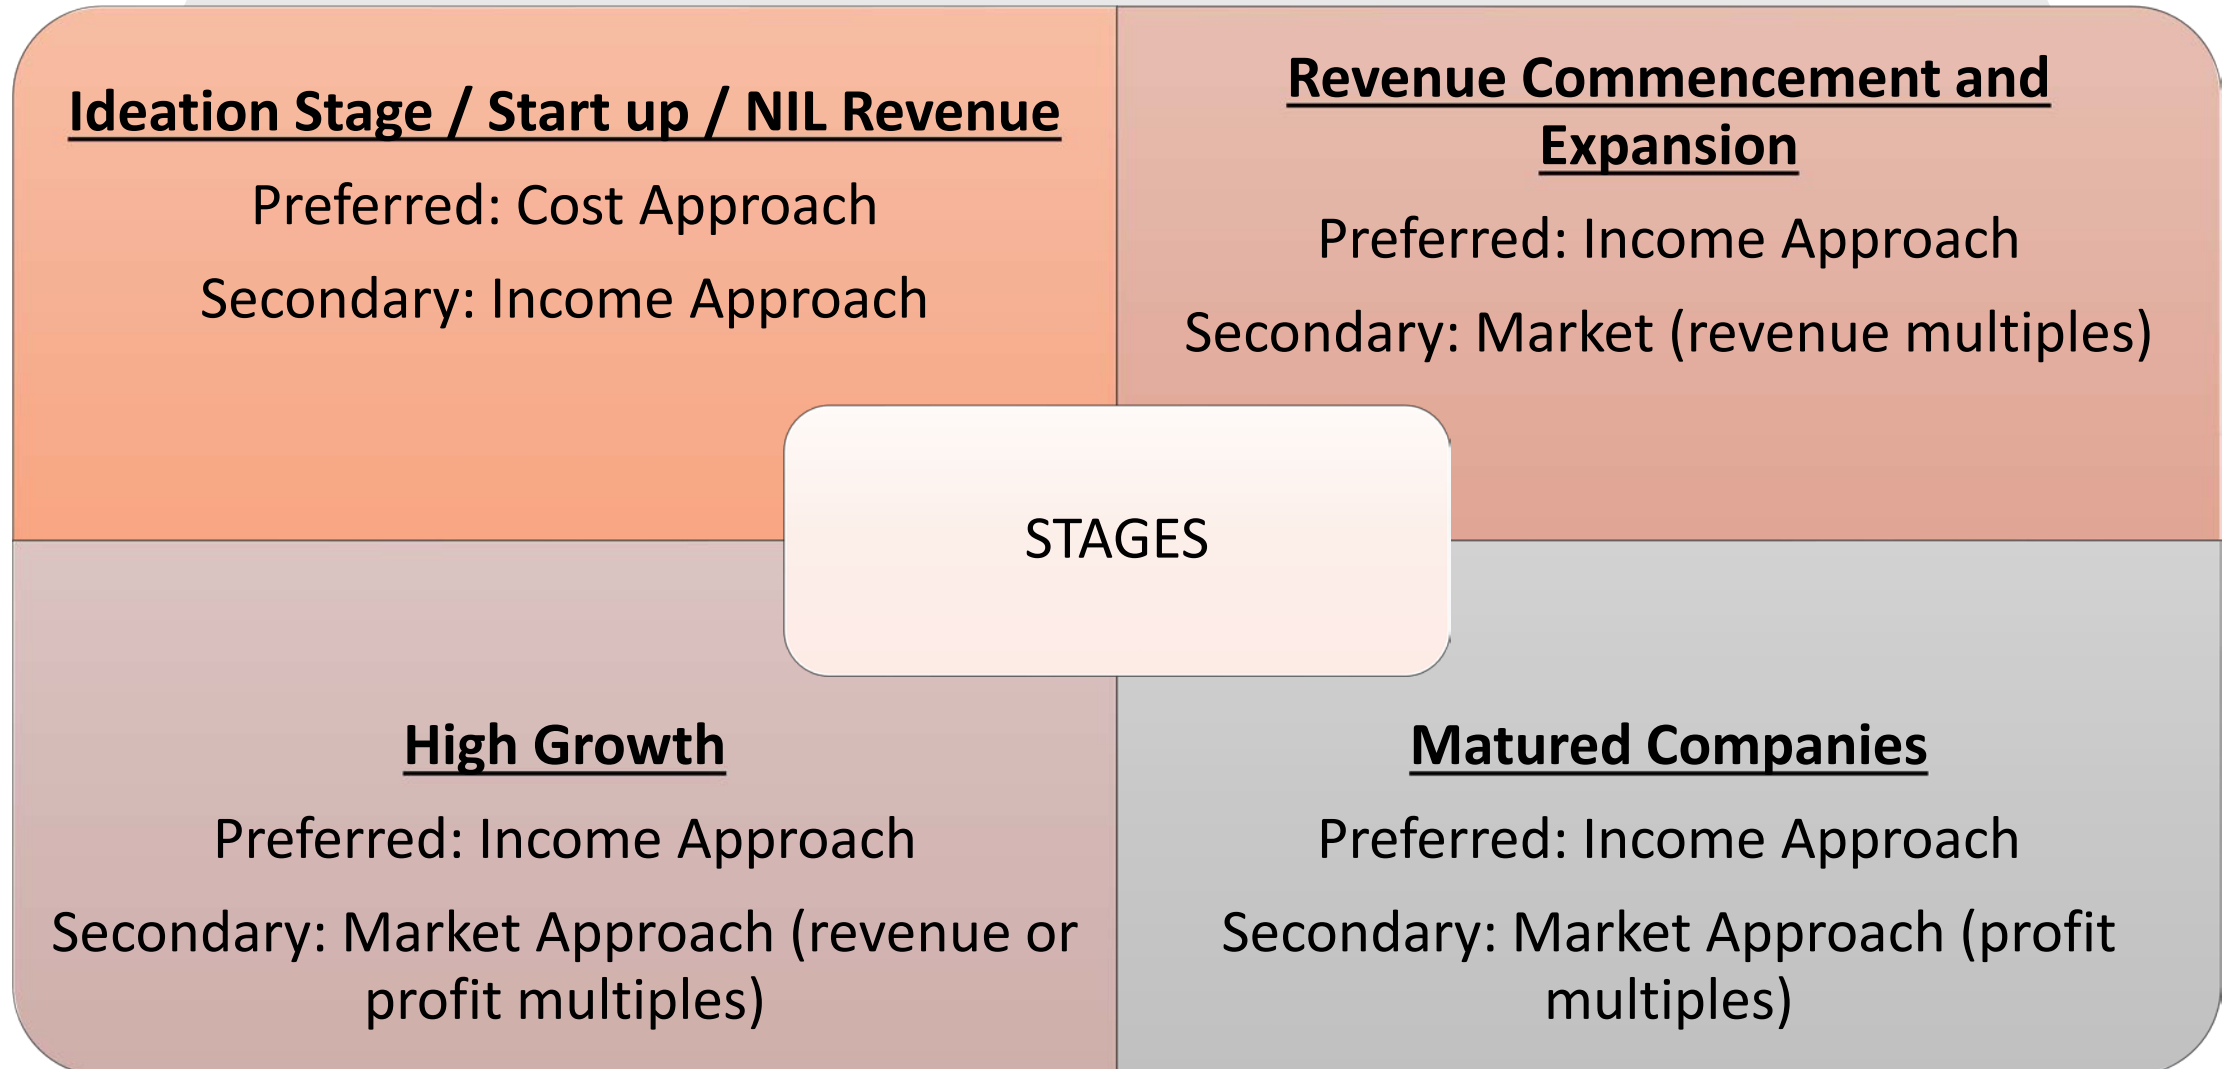 Ideation Stage / Start up / NIL Revenue
Preferred: Cost Approach
Secondary: Income Approach
Revenue Commencement and
Expansion
Preferred: Income Approach
Secondary: Market (revenue multiples)
STAGES
High Growth
Preferred: Income Approach
Secondary: Market Approach (revenue or
profit multiples)
Matured Companies
Preferred: Income Approach
Secondary: Market Approach (profit
multiples)